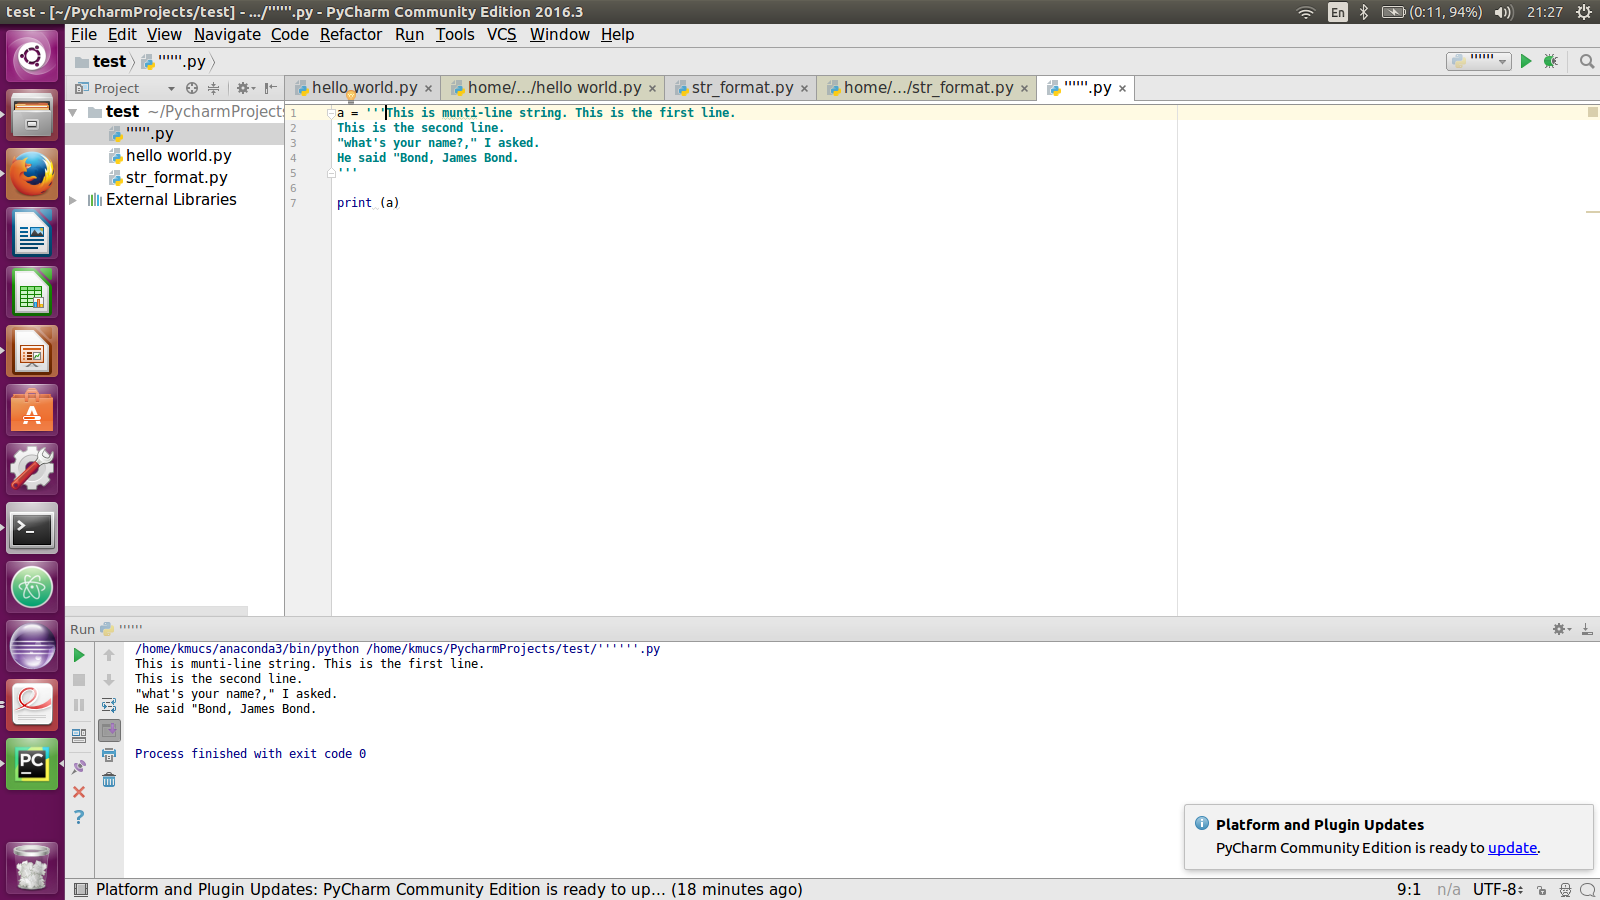 test - [~/PycharmProjects/test] - .../''''''.py - PyCharm Community Edition 2016.3
En (0:11, 94%) 21:27
File Edit View Navigate Code Refactor Run Tools VCS Window Help
test ''''''.py ''''''
Project hello world.py home/.../hello world.py str_format.py home/.../str_format.py ''''''.py
test ~/PycharmProjects
''''''.py
hello world.py
str_format.py
External Libraries
1 a = '''This is munti-line string. This is the first line.
2 This is the second line.
3 "what's your name?," I asked.
4 He said "Bond, James Bond.
5 '''
6
7 print (a)
Run ''''''
/home/kmucs/anaconda3/bin/python /home/kmucs/PycharmProjects/test/''''''.py
This is munti-line string. This is the first line.
This is the second line.
"what's your name?," I asked.
He said "Bond, James Bond.
Process finished with exit code 0
Platform and Plugin Updates
PyCharm Community Edition is ready to update.
Platform and Plugin Updates: PyCharm Community Edition is ready to up... (18 minutes ago)
9:1 n/a UTF-8
PC